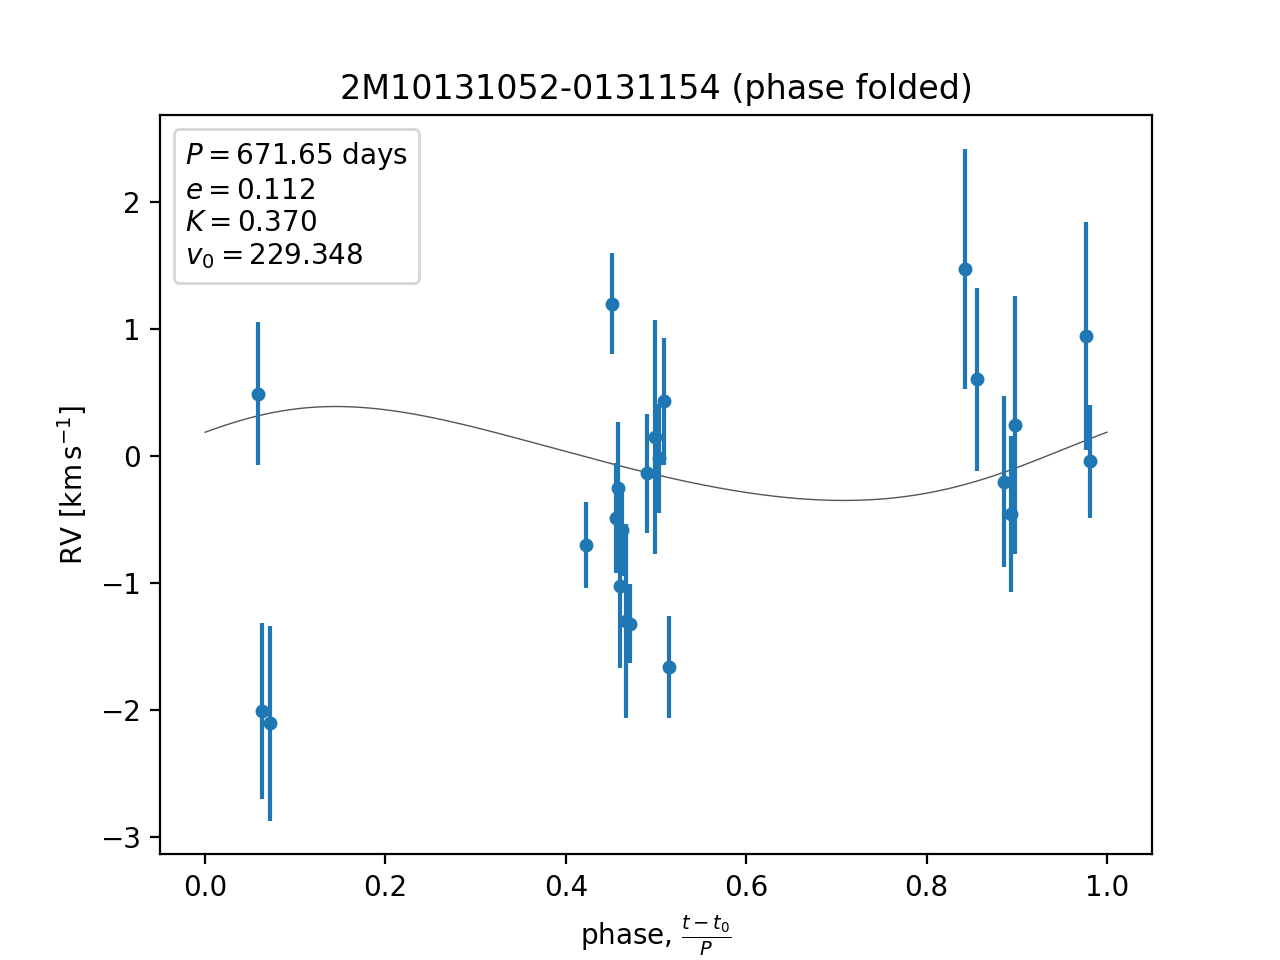 2M10131052-0131154 (phase folded)
P = 671.65 days
e = 0.112
K = 0.370
v₀ = 229.348
2
1
0
−1
−2
−3
RV [km s⁻¹]
0.0 0.2 0.4 0.6 0.8 1.0
phase, (t − t₀)/P